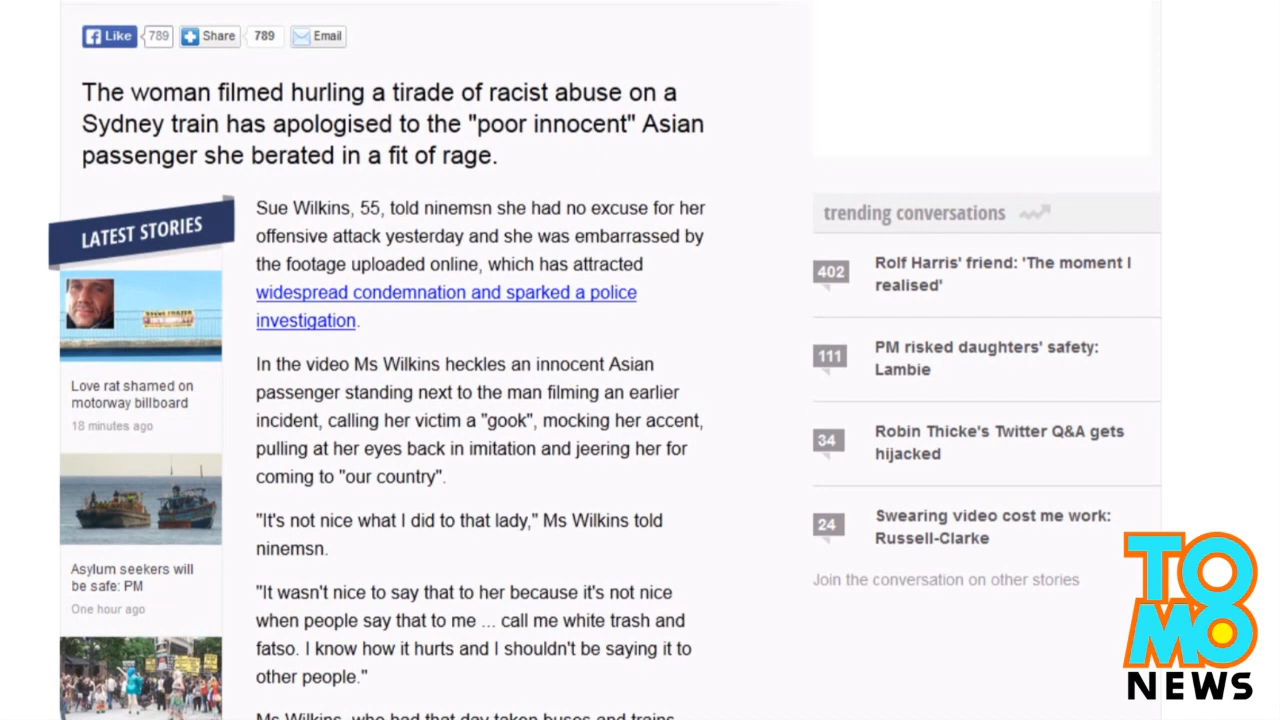 Like 789 Share 789 Email
The woman filmed hurling a tirade of racist abuse on a
Sydney train has apologised to the "poor innocent" Asian
passenger she berated in a fit of rage.
LATEST STORIES
Love rat shamed on
motorway billboard
18 minutes ago
Asylum seekers will
be safe: PM
One hour ago
Sue Wilkins, 55, told ninemsn she had no excuse for her
offensive attack yesterday and she was embarrassed by
the footage uploaded online, which has attracted
widespread condemnation and sparked a police
investigation.
In the video Ms Wilkins heckles an innocent Asian
passenger standing next to the man filming an earlier
incident, calling her victim a "gook", mocking her accent,
pulling at her eyes back in imitation and jeering her for
coming to "our country".
"It's not nice what I did to that lady," Ms Wilkins told
ninemsn.
"It wasn't nice to say that to her because it's not nice
when people say that to me ... call me white trash and
fatso. I know how it hurts and I shouldn't be saying it to
other people."
Ms Wilkins, who had that day taken buses and trains
trending conversations
402
Rolf Harris' friend: 'The moment I
realised'
111
PM risked daughters' safety:
Lambie
34
Robin Thicke's Twitter Q&A gets
hijacked
24
Swearing video cost me work:
Russell-Clarke
Join the conversation on other stories
TOMO
NEWS